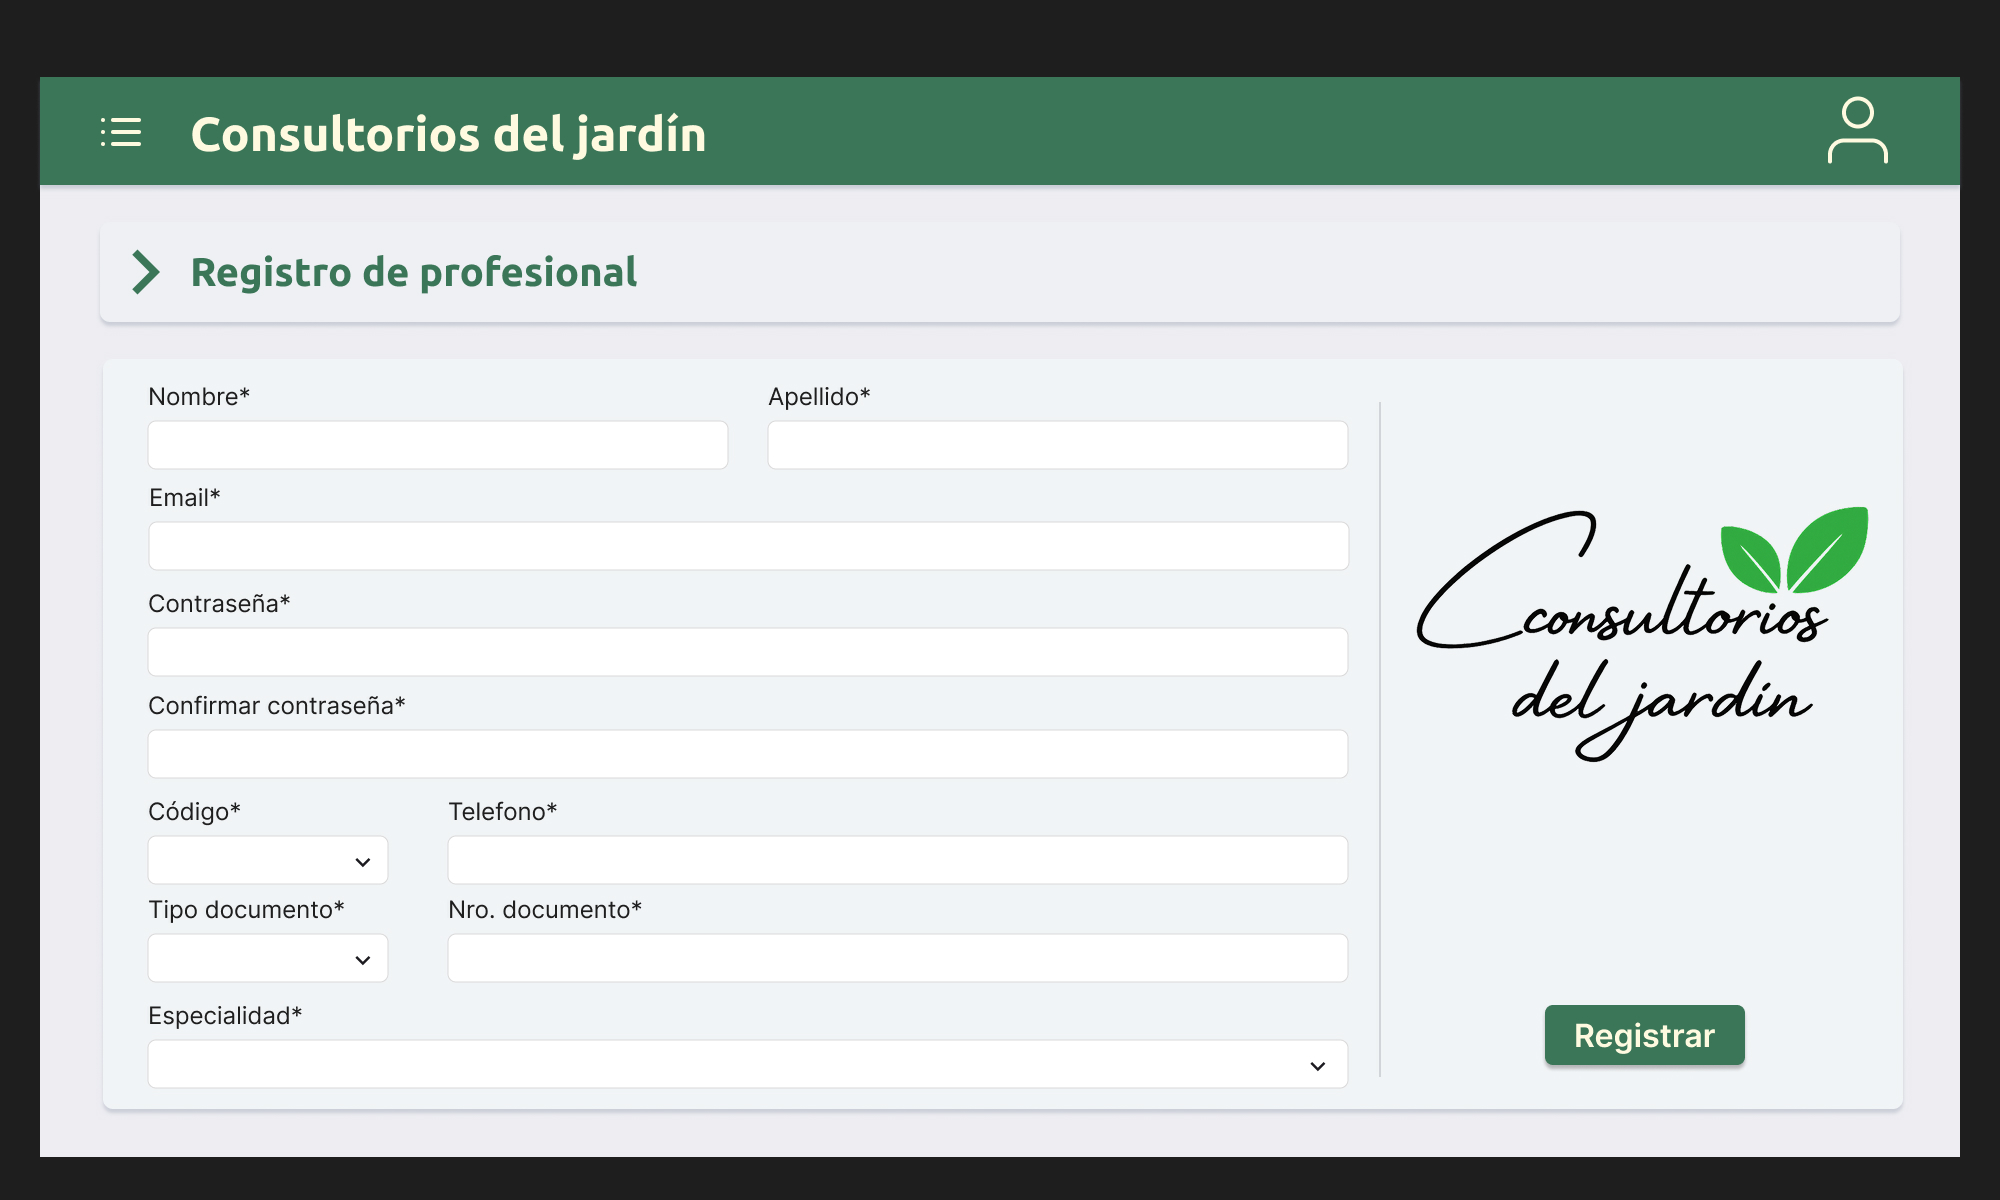 Consultorios del jardín
Registro de profesional
Nombre* Apellido*
Email*
Contraseña*
Confirmar contraseña*
Código* Telefono*
Tipo documento* Nro. documento*
Especialidad*
Cconsultorios
del jardín
Registrar